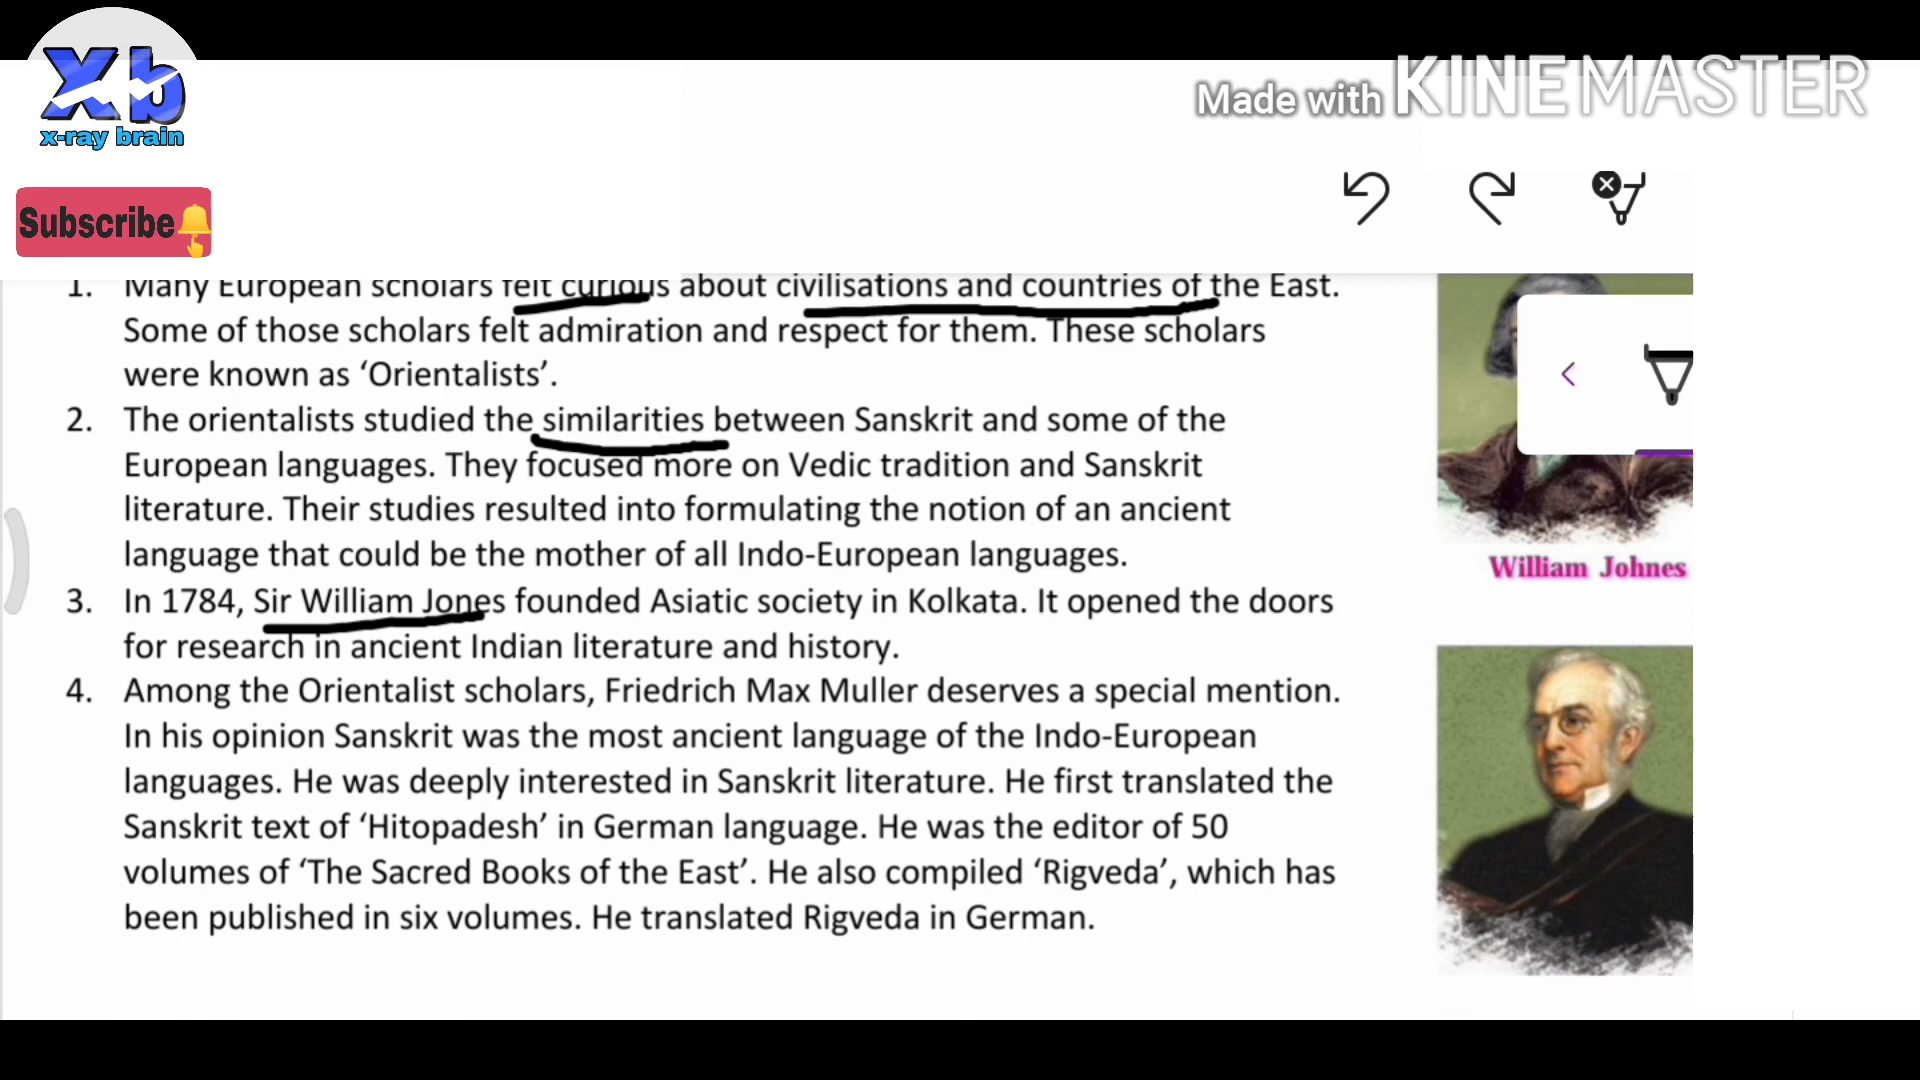 Xb
x-ray brain
Made with KINEMASTER
Subscribe
1. Many European scholars felt curious about civilisations and countries of the East.
Some of those scholars felt admiration and respect for them. These scholars
were known as ‘Orientalists’.
2. The orientalists studied the similarities between Sanskrit and some of the
European languages. They focused more on Vedic tradition and Sanskrit
literature. Their studies resulted into formulating the notion of an ancient
language that could be the mother of all Indo-European languages.
William Johnes
3. In 1784, Sir William Jones founded Asiatic society in Kolkata. It opened the doors
for research in ancient Indian literature and history.
4. Among the Orientalist scholars, Friedrich Max Muller deserves a special mention.
In his opinion Sanskrit was the most ancient language of the Indo-European
languages. He was deeply interested in Sanskrit literature. He first translated the
Sanskrit text of ‘Hitopadesh’ in German language. He was the editor of 50
volumes of ‘The Sacred Books of the East’. He also compiled ‘Rigveda’, which has
been published in six volumes. He translated Rigveda in German.